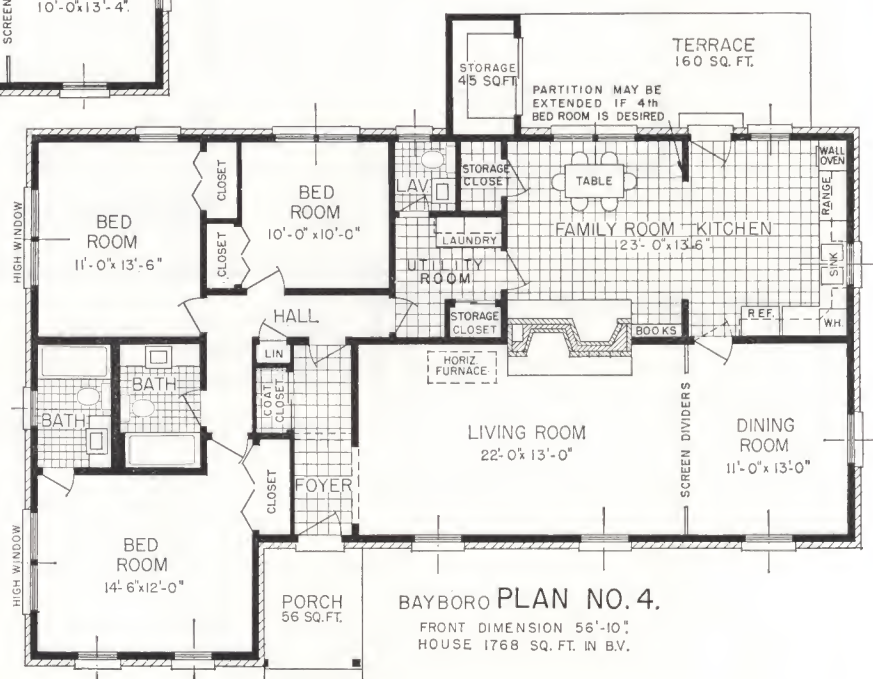 SCREEN
10'-0"x13'-4".
STORAGE
45 SQ.FT.
TERRACE
160 SQ. FT.
PARTITION MAY BE
EXTENDED IF 4th
BED ROOM IS DESIRED
HIGH WINDOW
BED
ROOM
11'-0" x 13'-6"
CLOSET
CLOSET
BED
ROOM
10'-0" x10'-0"
LAV.
STORAGE
CLOSET
LAUNDRY
UTILITY
ROOM
STORAGE
CLOSET
TABLE
FAMILY ROOM - KITCHEN
23'-0"x13'6"
WALL
OVEN
RANGE
SINK
W.H.
REF.
BOOKS
HALL
LIN
COAT
CLOSET
HORIZ.
FURNACE
BATH
BATH
LIVING ROOM
22'-0"x 13'-0"
SCREEN DIVIDERS
DINING
ROOM
11'-0"x 13'-0"
FOYER
CLOSET
HIGH WINDOW
BED
ROOM
14'-6"x12'-0"
PORCH
56 SQ. FT.
BAYBORO PLAN NO. 4.
FRONT DIMENSION 56'-10".
HOUSE 1768 SQ. FT. IN B.V.